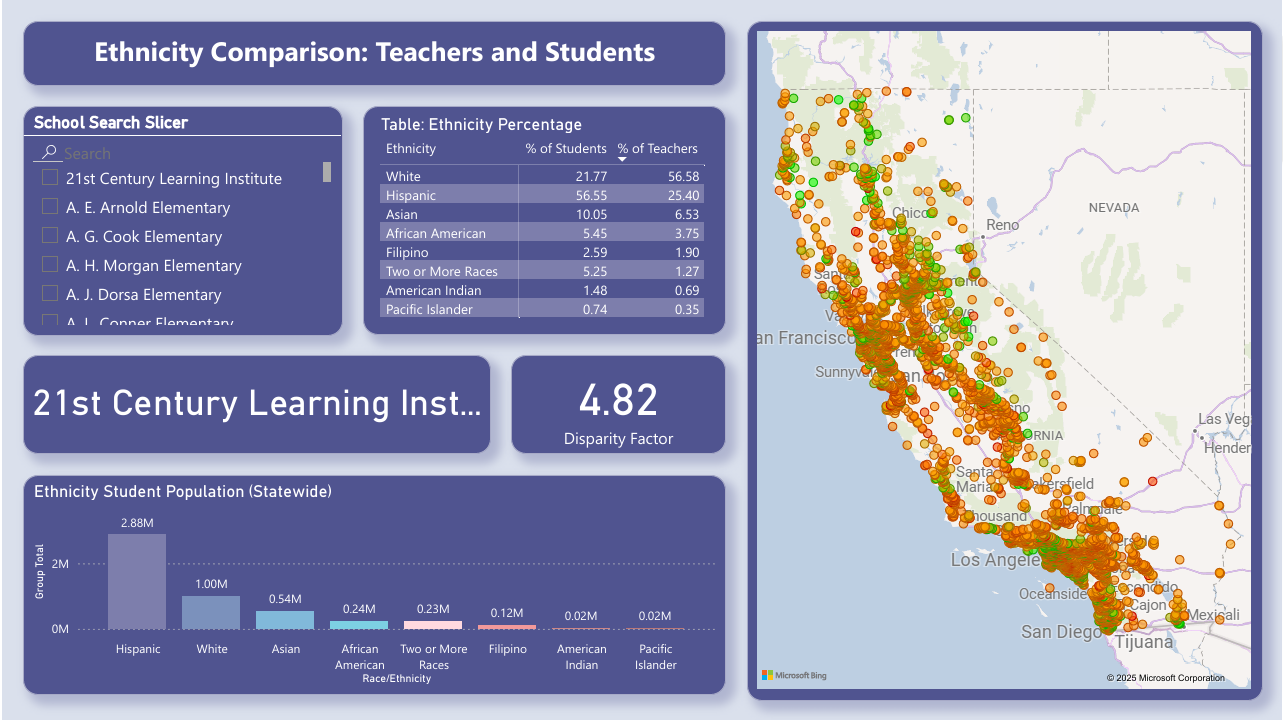 Ethnicity Comparison: Teachers and Students
School Search Slicer
Search
21st Century Learning Institute
A. E. Arnold Elementary
A. G. Cook Elementary
A. H. Morgan Elementary
A. J. Dorsa Elementary
A. L. Conner Elementary
Table: Ethnicity Percentage
Ethnicity % of Students % of Teachers
White 21.77 56.58
Hispanic 56.55 25.40
Asian 10.05 6.53
African American 5.45 3.75
Filipino 2.59 1.90
Two or More Races 5.25 1.27
American Indian 1.48 0.69
Pacific Islander 0.74 0.35
21st Century Learning Inst...
4.82
Disparity Factor
Ethnicity Student Population (Statewide)
Group Total
2M
0M
2.88M
1.00M
0.54M
0.24M
0.23M
0.12M
0.02M
0.02M
Hispanic White Asian African Two or More Filipino American Pacific
American Races Indian Islander
Race/Ethnicity
Chico
Reno
NEVADA
an Francisco
Sunnyva
Las Veg
Hender
ORNIA
Santa
Maria
akersfield
housand
almdale
Los Angele
Oceanside
condido
Cajon
Mexicali
San Diego
Tijuana
Microsoft Bing
© 2025 Microsoft Corporation